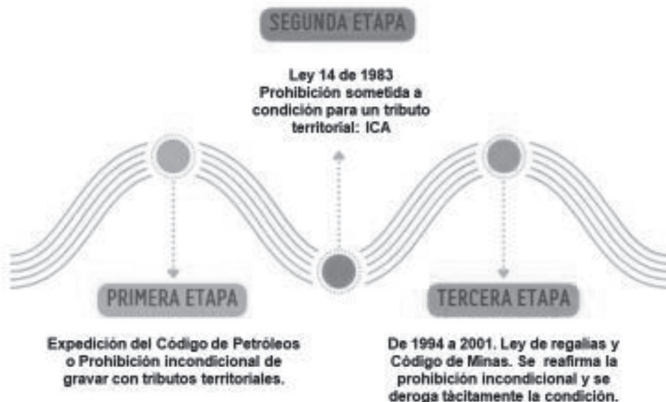 SEGUNDA ETAPA
Ley 14 de 1983
Prohibición sometida a
condición para un tributo
territorial: ICA
PRIMERA ETAPA
Expedición del Código de Petróleos
o Prohibición incondicional de
gravar con tributos territoriales.
TERCERA ETAPA
De 1994 a 2001. Ley de regalías y
Código de Minas. Se reafirma la
prohibición incondicional y se
deroga tàcitamente la condición.